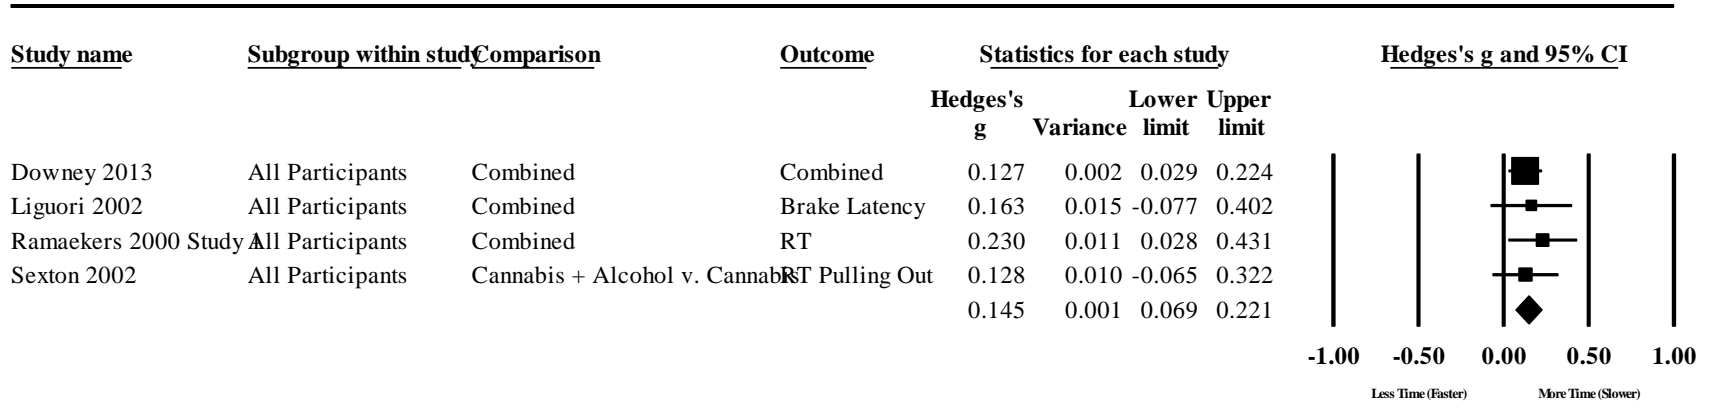 Study name Subgroup within study Comparison Outcome Statistics for each study Hedges's g and 95% CI
Hedges's Lower Upper
g Variance limit limit
Downey 2013 All Participants Combined Combined 0.127 0.002 0.029 0.224
Liguori 2002 All Participants Combined Brake Latency 0.163 0.015 -0.077 0.402
Ramaekers 2000 Study 1 All Participants Combined RT 0.230 0.011 0.028 0.431
Sexton 2002 All Participants Cannabis + Alcohol v. Cannabis RT Pulling Out 0.128 0.010 -0.065 0.322
0.145 0.001 0.069 0.221
-1.00 -0.50 0.00 0.50 1.00
Less Time (Faster) More Time (Slower)